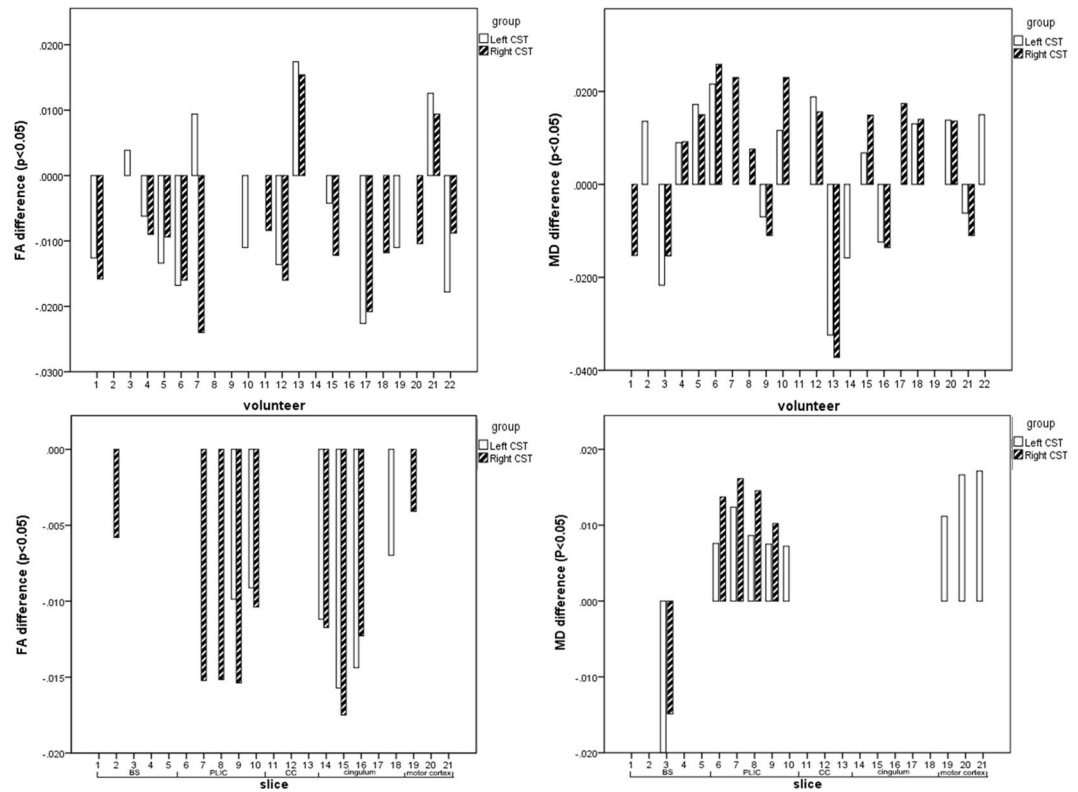 group
Left CST
Right CST
FA difference (p<0.05)
.0200
.0100
.0000
-.0100
-.0200
-.0300
1 2 3 4 5 6 7 8 9 10 11 12 13 14 15 16 17 18 19 20 21 22
volunteer
group
Left CST
Right CST
MD difference (p<0.05)
.0200
.0000
-.0200
-.0400
1 2 3 4 5 6 7 8 9 10 11 12 13 14 15 16 17 18 19 20 21 22
volunteer
group
Left CST
Right CST
FA difference (p<0.05)
.000
-.005
-.010
-.015
-.020
1 2 3 4 5 6 7 8 9 10 11 12 13 14 15 16 17 18 19 20 21
BS PLIC CC cingulum motor cortex
slice
group
Left CST
Right CST
MD difference (P<0.05)
.020
.010
.000
-.010
-.020
1 2 3 4 5 6 7 8 9 10 11 12 13 14 15 16 17 18 19 20 21
BS PLIC CC cingulum motor cortex
slice